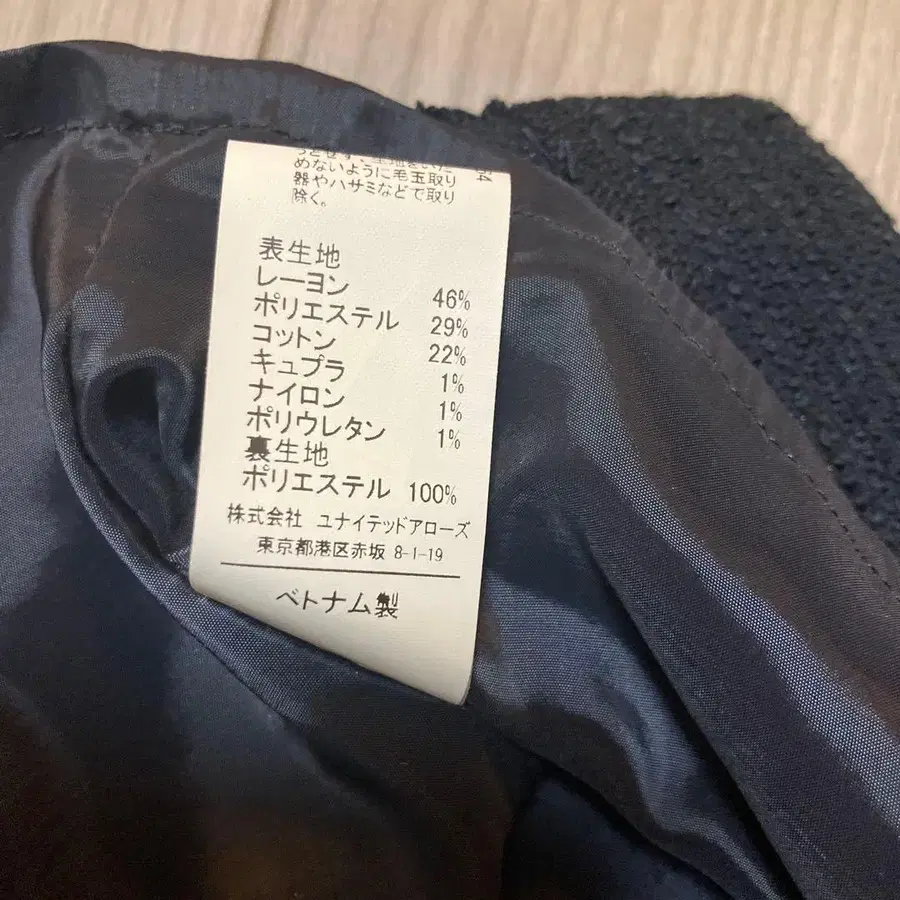 めないように毛玉取り
器やハサミなどで取り
除く。
表生地
レーヨン 46%
ポリエステル 29%
コットン 22%
キュプラ 1%
ナイロン 1%
ポリウレタン 1%
裏生地
ポリエステル 100%
株式会社 ユナイテッドアローズ
東京都港区赤坂 8-1-19
ベトナム製